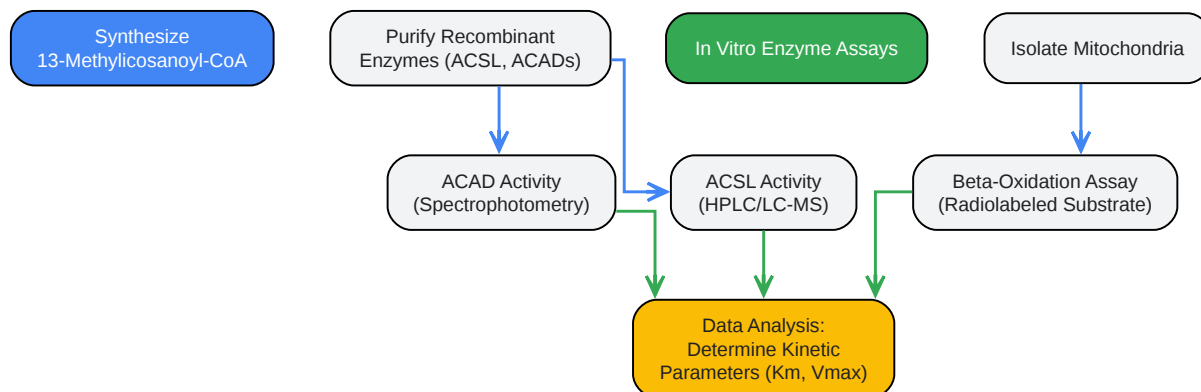 Synthesize
13-Methylicosanoyl-CoA
Purify Recombinant
Enzymes (ACSL, ACADs)
In Vitro Enzyme Assays
Isolate Mitochondria
ACAD Activity
(Spectrophotometry)
ACSL Activity
(HPLC/LC-MS)
Beta-Oxidation Assay
(Radiolabeled Substrate)
Data Analysis:
Determine Kinetic
Parameters (Km, Vmax)